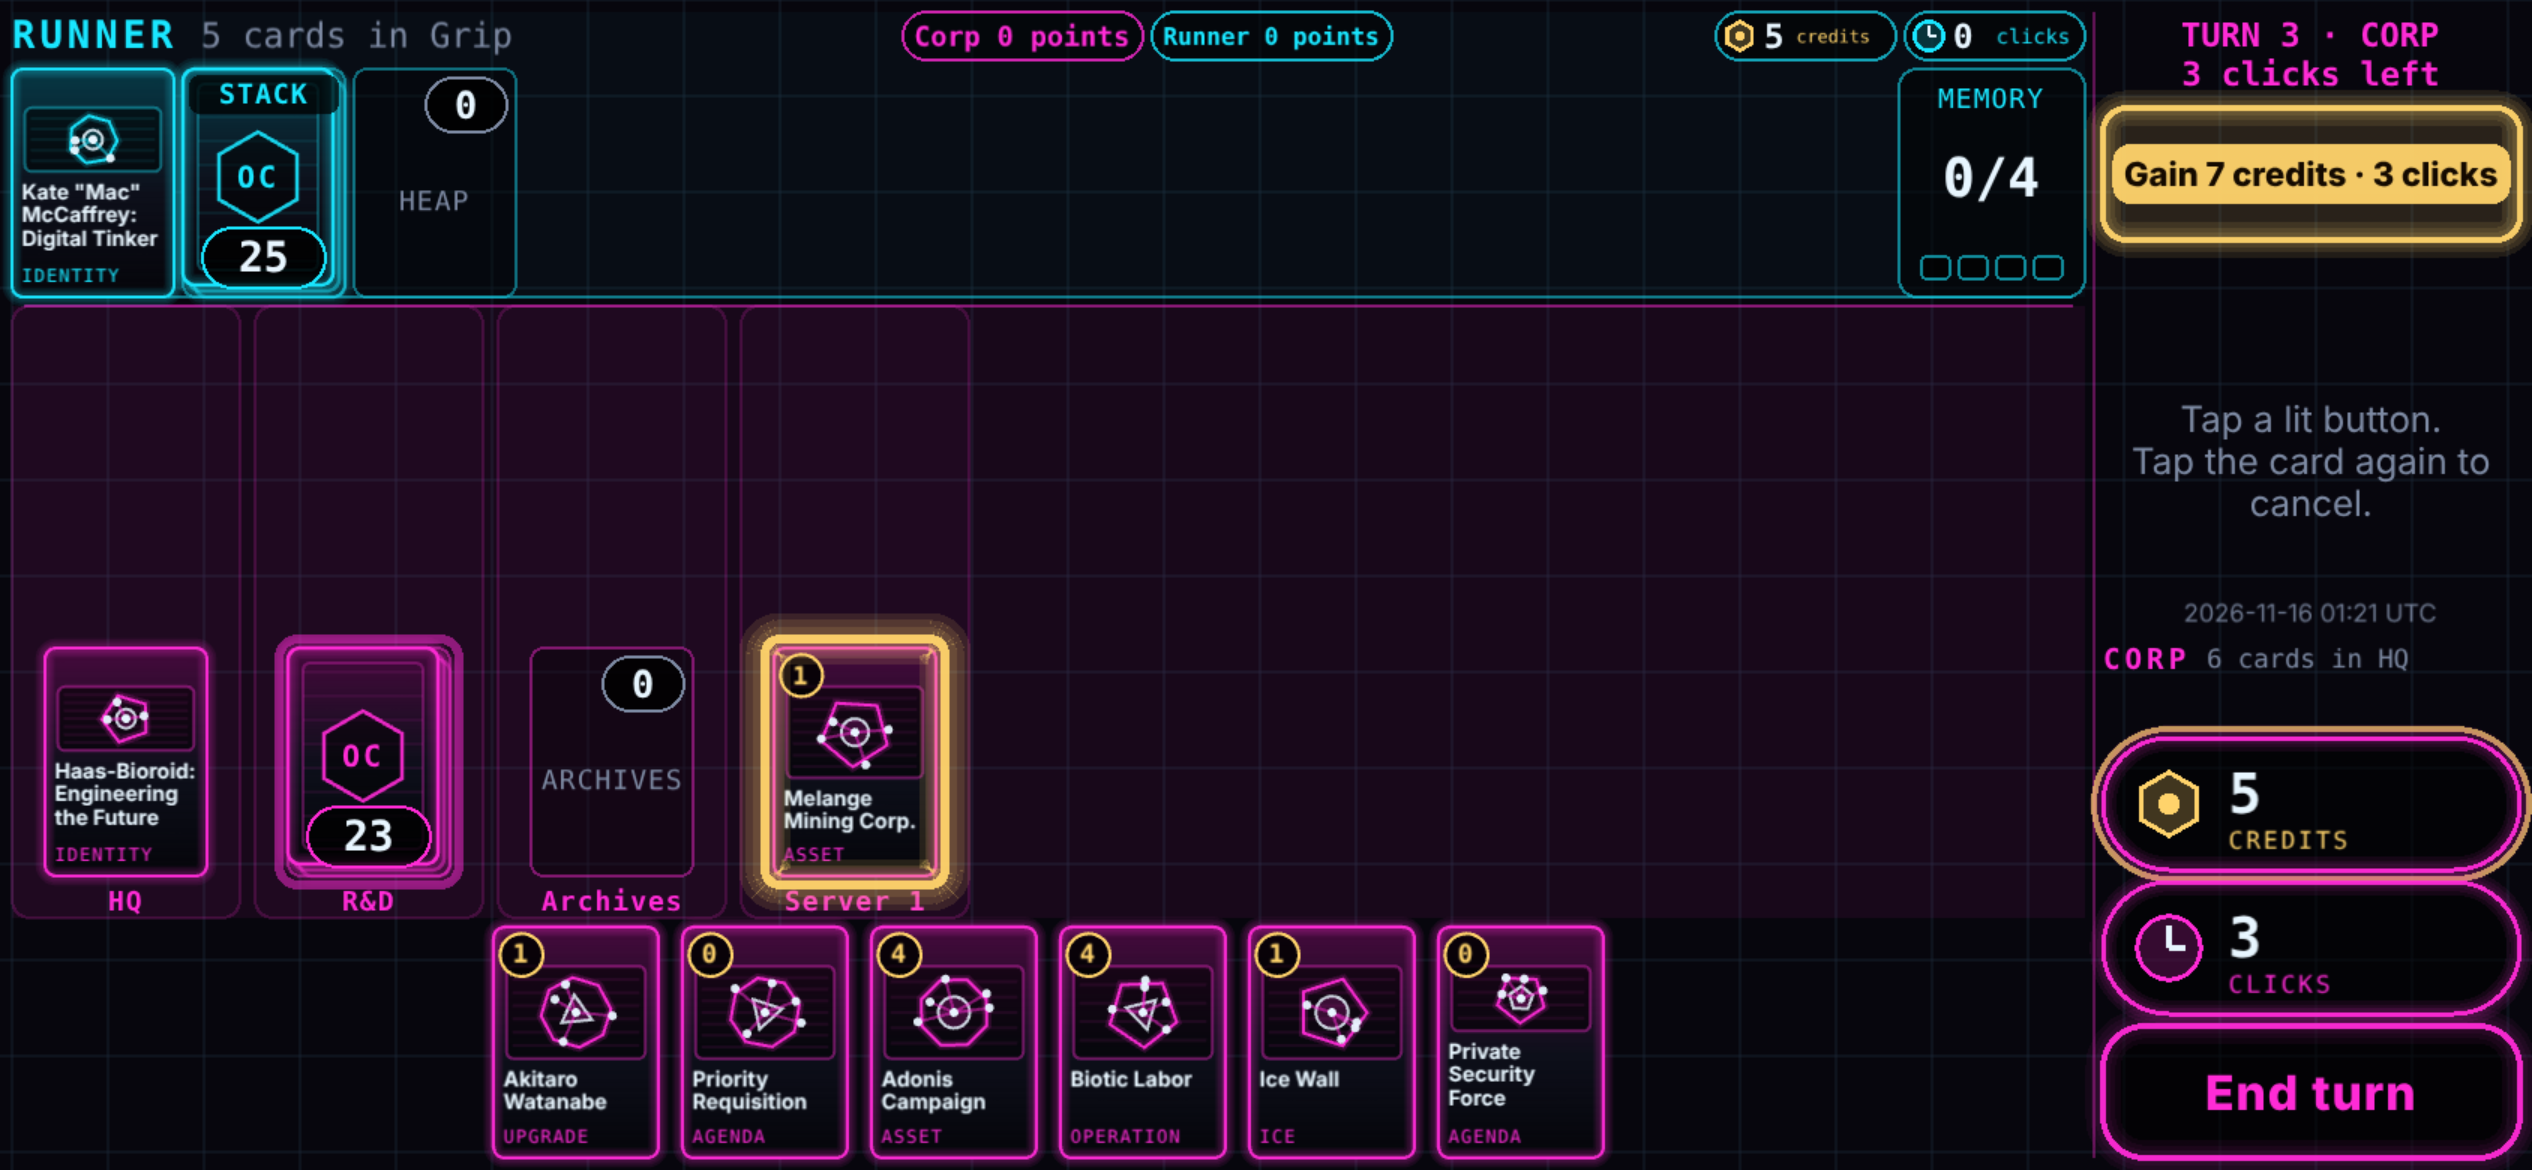 RUNNER 5 cards in Grip
Corp 0 points
Runner 0 points
5 credits
0 clicks
TURN 3 · CORP
3 clicks left
Kate "Mac"
McCaffrey:
Digital Tinker
IDENTITY
STACK
OC
25
0
HEAP
MEMORY
0/4
Gain 7 credits · 3 clicks
Tap a lit button.
Tap the card again to
cancel.
2026-11-16 01:21 UTC
CORP 6 cards in HQ
Haas-Bioroid:
Engineering
the Future
IDENTITY
HQ
OC
23
R&D
0
ARCHIVES
Archives
1
Melange
Mining Corp.
ASSET
Server 1
5
CREDITS
3
CLICKS
End turn
1
Akitaro
Watanabe
UPGRADE
0
Priority
Requisition
AGENDA
4
Adonis
Campaign
ASSET
4
Biotic Labor
OPERATION
1
Ice Wall
ICE
0
Private
Security
Force
AGENDA